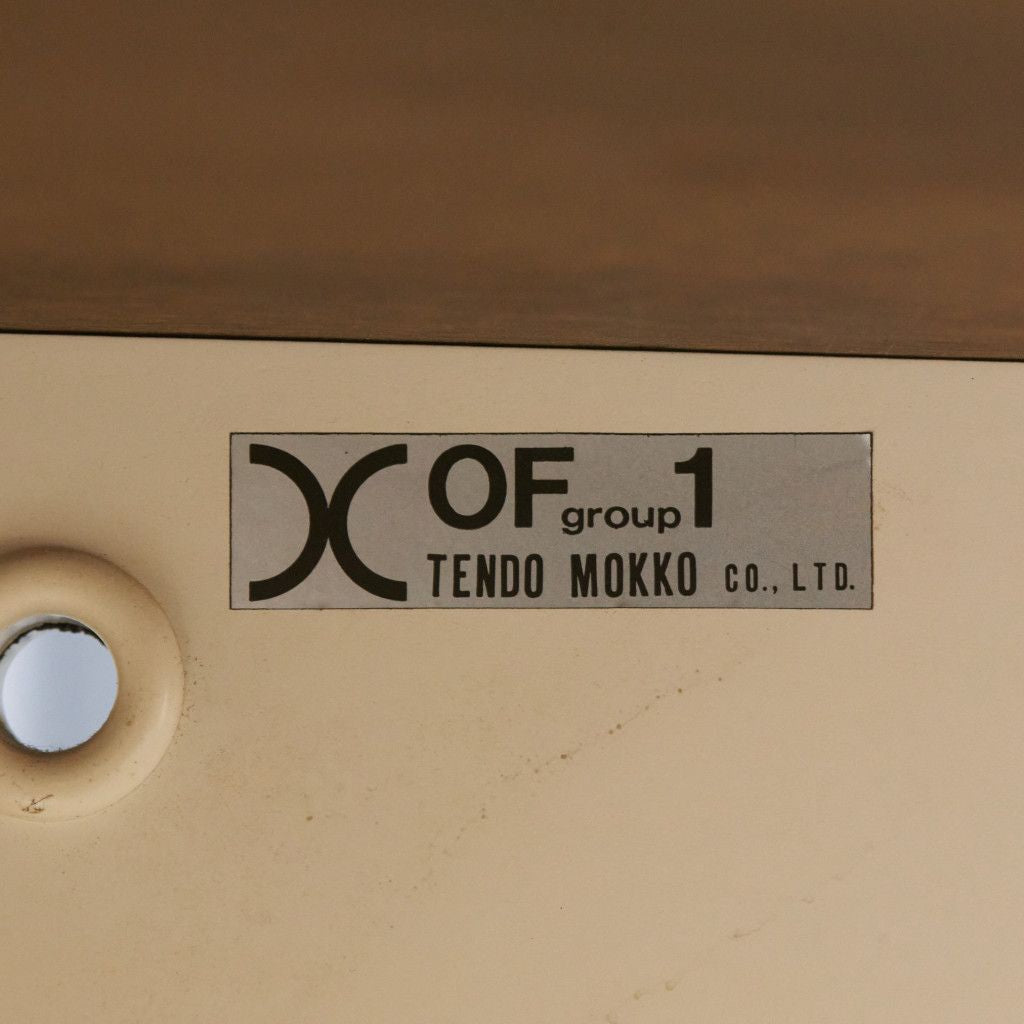 OF group 1
TENDO MOKKO CO., LTD.